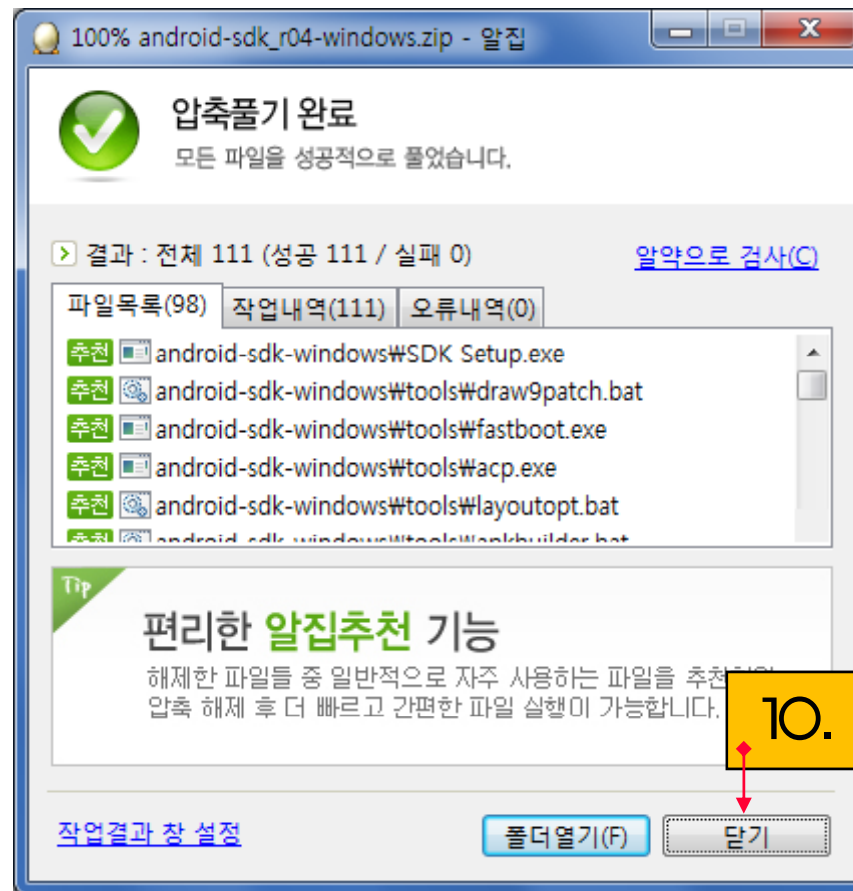 100% android-sdk_r04-windows.zip - 알집
압축풀기 완료
모든 파일을 성공적으로 풀었습니다.
결과 : 전체 111 (성공 111 / 실패 0) 알약으로 검사(C)
파일목록(98) 작업내역(111) 오류내역(0)
추천 android-sdk-windows₩SDK Setup.exe
추천 android-sdk-windows₩tools₩draw9patch.bat
추천 android-sdk-windows₩tools₩fastboot.exe
추천 android-sdk-windows₩tools₩acp.exe
추천 android-sdk-windows₩tools₩layoutopt.bat
추천 android-sdk-windows₩tools₩apkbuilder.bat
Tip
편리한 알집추천 기능
해제한 파일들 중 일반적으로 자주 사용하는 파일을
압축 해제 후 더 빠르고 간편한 파일 실행이 가능합니다.
10.
작업결과 창 설정 폴더열기(F) 닫기